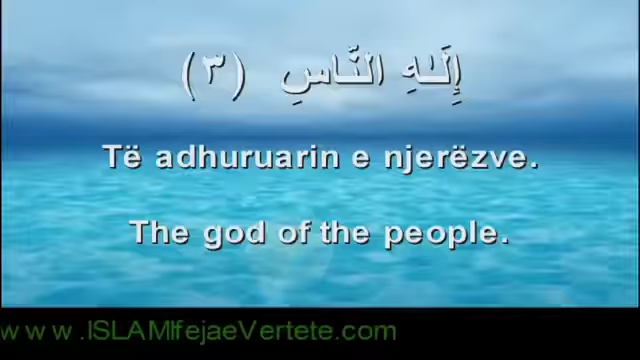 إِلَـٰهِ النَّاسِ (٣)
Të adhuruarin e njerëzve.
The god of the people.
www.ISLAMIfejaeVertete.com